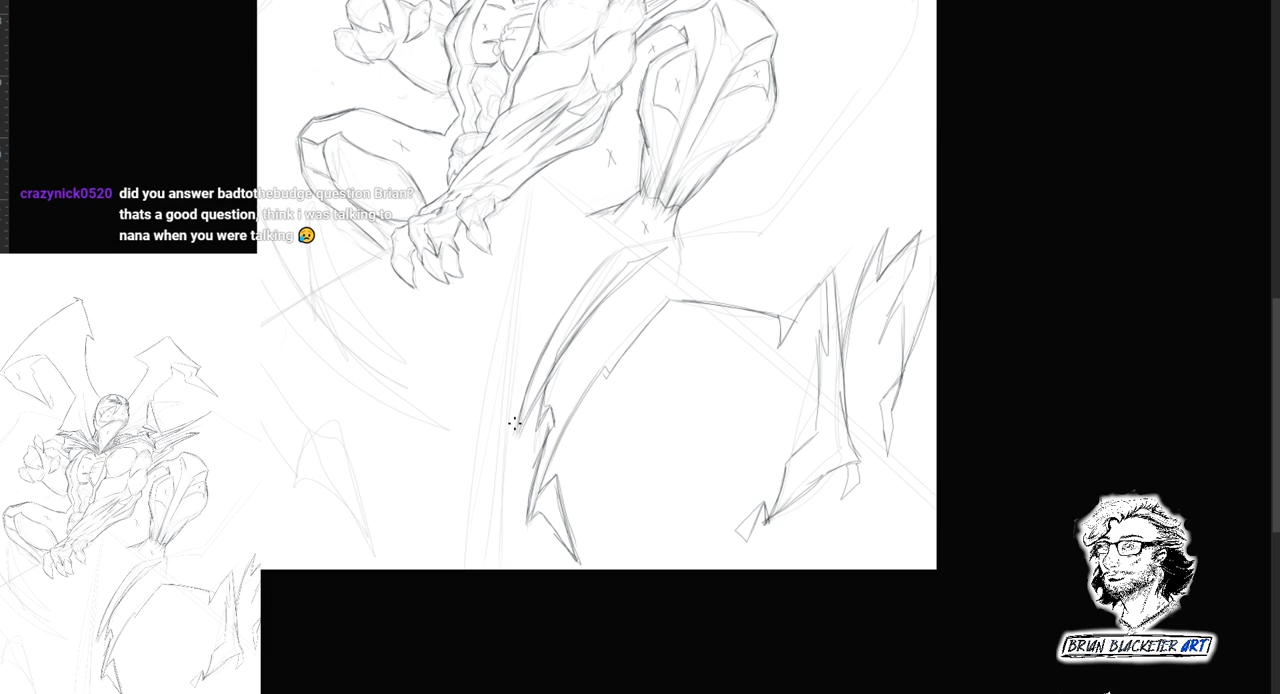 crazynick0520 did you answer badtothebudge question Brian?
thats a good question, think i was talking to
nana when you were talking 😥
BRIAN BLACKETER ART